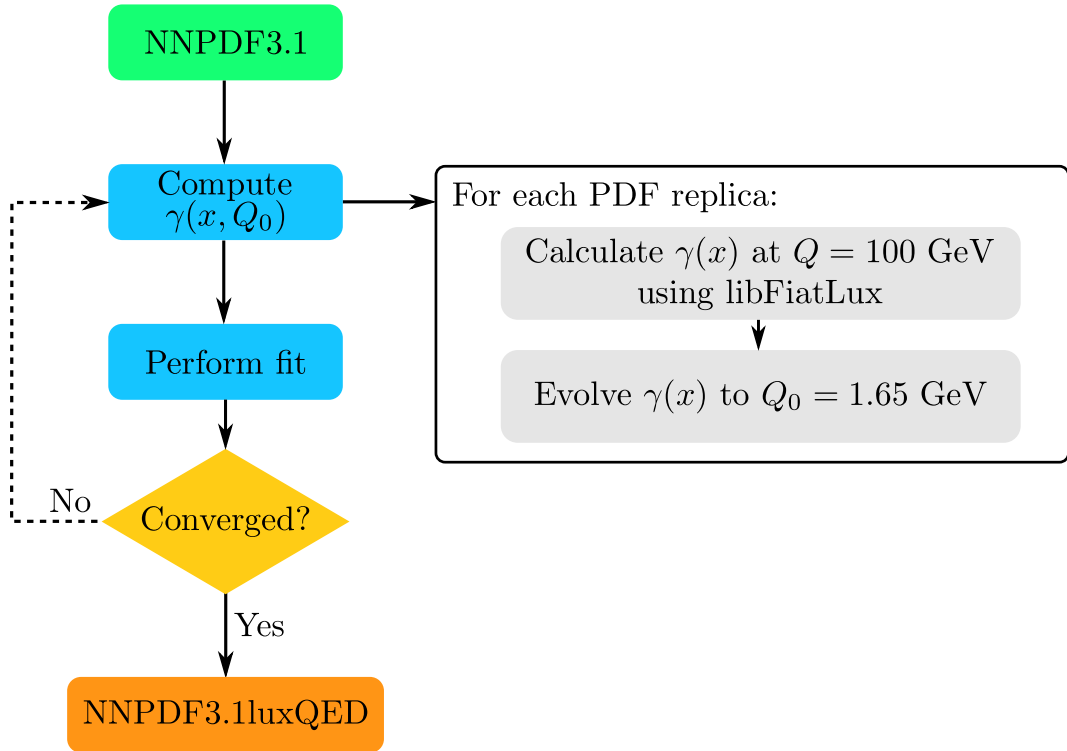 NNPDF3.1
Compute
γ(x, Q₀)
Perform fit
Converged?
No
Yes
NNPDF3.1luxQED
For each PDF replica:
Calculate γ(x) at Q = 100 GeV
using libFiatLux
Evolve γ(x) to Q₀ = 1.65 GeV